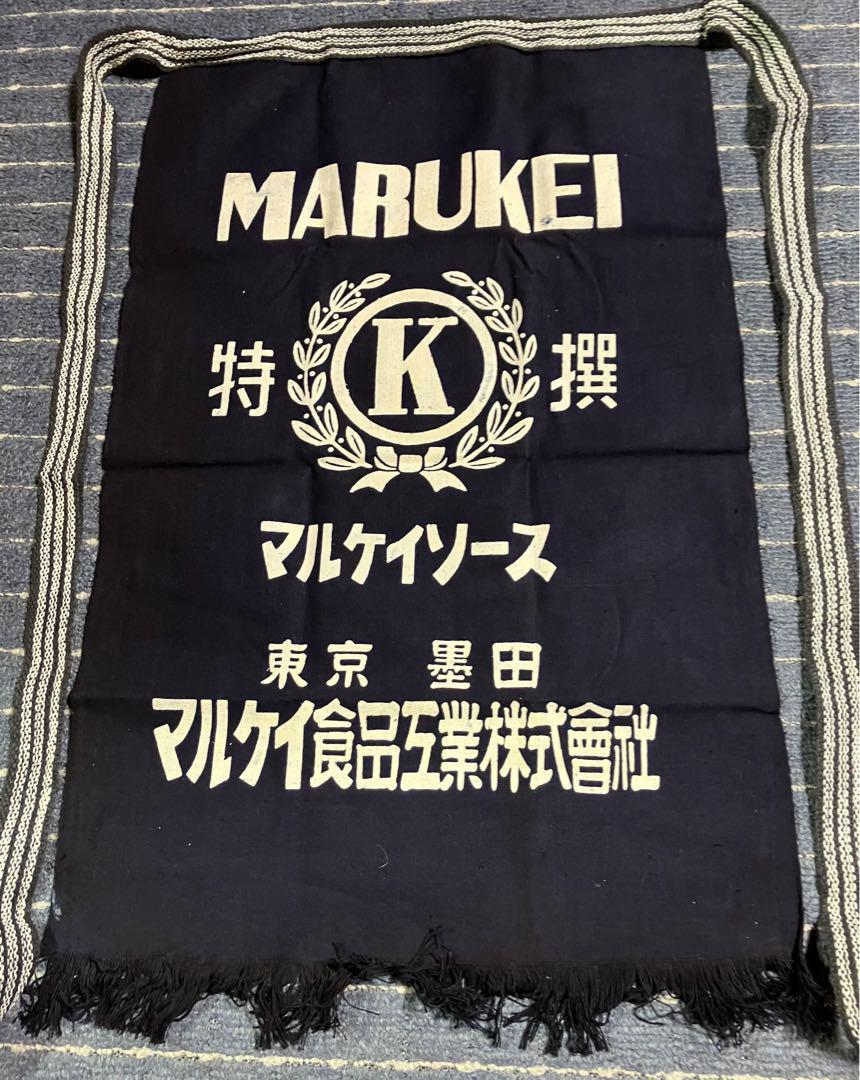 MARUKEI
特 K 撰
マルケイソース
東京 墨田
マルケイ食品工業株式會社